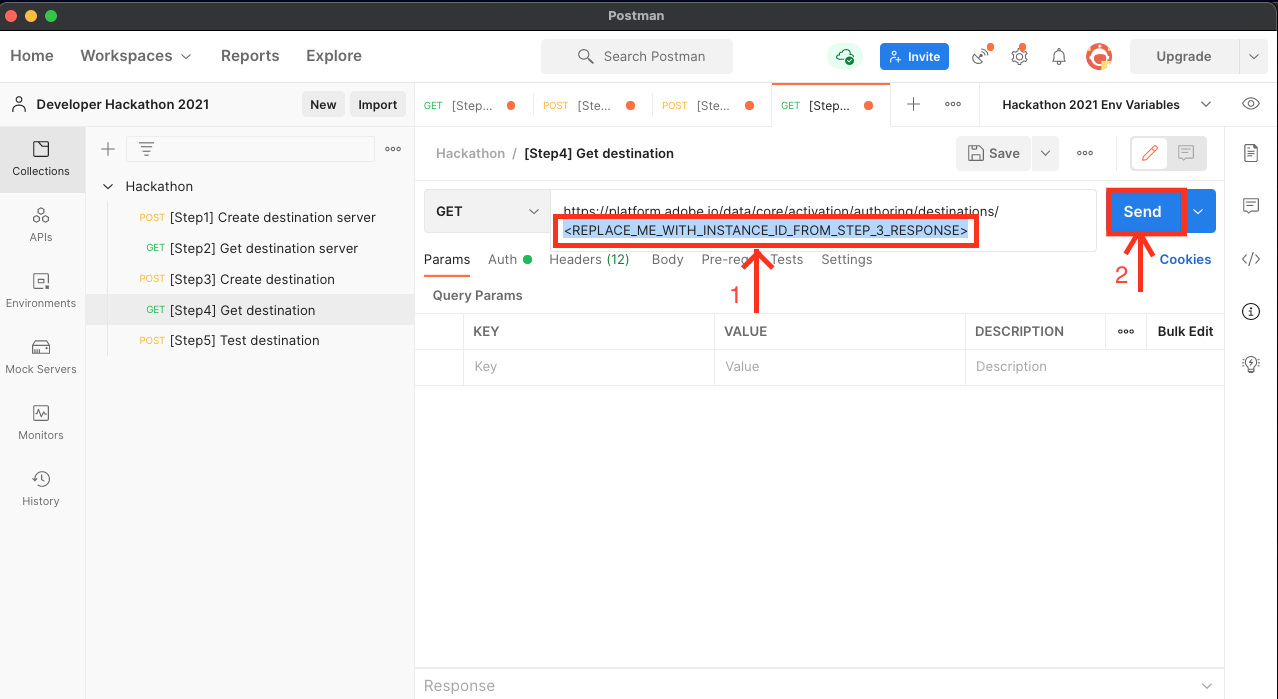 Postman
Home Workspaces Reports Explore Search Postman Invite Upgrade
Developer Hackathon 2021 New Import
GET [Step... POST [Ste... POST [Ste... GET [Step... Hackathon 2021 Env Variables
Collections
APIs
Environments
Mock Servers
Monitors
History
Hackathon
POST [Step1] Create destination server
GET [Step2] Get destination server
POST [Step3] Create destination
GET [Step4] Get destination
POST [Step5] Test destination
Hackathon / [Step4] Get destination Save
GET https://platform.adobe.io/data/core/activation/authoring/destinations/
<REPLACE_ME_WITH_INSTANCE_ID_FROM_STEP_3_RESPONSE> Send
Params Auth Headers (12) Body Pre-req Tests Settings Cookies
1 2
Query Params
KEY VALUE DESCRIPTION Bulk Edit
Key Value Description
Response